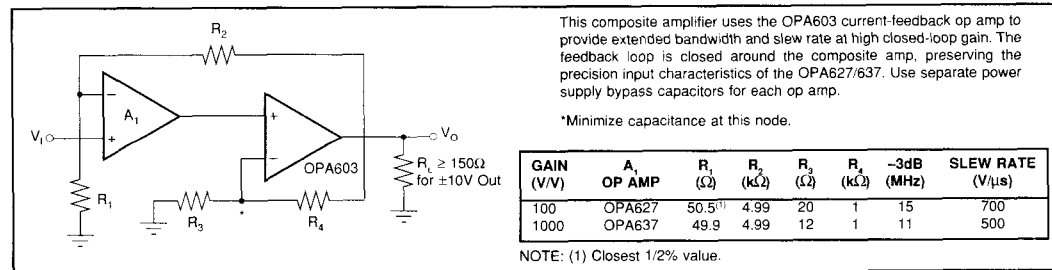 R2
A1
VI
R1
R3
*
R4
OPA603
VO
RL ≥ 150Ω
for ±10V Out
This composite amplifier uses the OPA603 current-feedback op amp to
provide extended bandwidth and slew rate at high closed-loop gain. The
feedback loop is closed around the composite amp, preserving the
precision input characteristics of the OPA627/637. Use separate power
supply bypass capacitors for each op amp.
*Minimize capacitance at this node.
GAIN (V/V) A1 OP AMP R1 (Ω) R2 (kΩ) R3 (Ω) R4 (kΩ) –3dB (MHz) SLEW RATE (V/μs)
100 OPA627 50.5(1) 4.99 20 1 15 700
1000 OPA637 49.9 4.99 12 1 11 500
NOTE: (1) Closest 1/2% value.